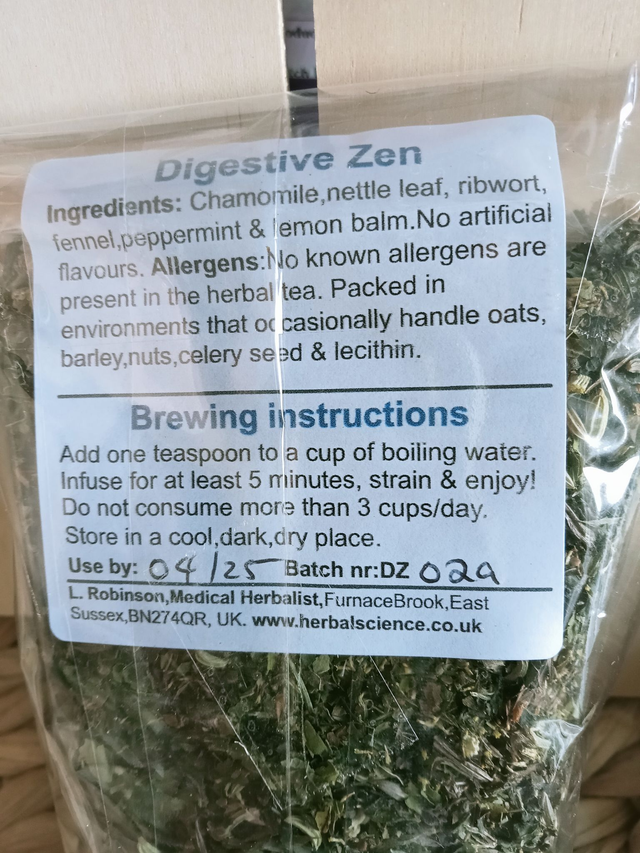 Digestive Zen
Ingredients: Chamomile,nettle leaf, ribwort,
fennel,peppermint & lemon balm.No artificial
flavours. Allergens:No known allergens are
present in the herbal tea. Packed in
environments that occasionally handle oats,
barley,nuts,celery seed & lecithin.
Brewing instructions
Add one teaspoon to a cup of boiling water.
Infuse for at least 5 minutes, strain & enjoy!
Do not consume more than 3 cups/day.
Store in a cool,dark,dry place.
Use by: 04/25 Batch nr:DZ 029
L. Robinson,Medical Herbalist,FurnaceBrook,East
Sussex,BN274QR, UK. www.herbalscience.co.uk